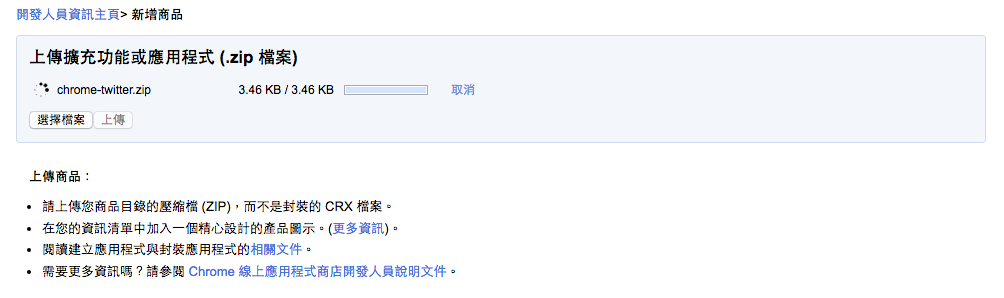 開發人員資訊主頁> 新增商品
上傳擴充功能或應用程式 (.zip 檔案)
chrome-twitter.zip 3.46 KB / 3.46 KB 取消
選擇檔案 上傳
上傳商品：
• 請上傳您商品目錄的壓縮檔 (ZIP)，而不是封裝的 CRX 檔案。
• 在您的資訊清單中加入一個精心設計的產品圖示。(更多資訊)。
• 閱讀建立應用程式與封裝應用程式的相關文件。
• 需要更多資訊嗎？請參閱 Chrome 線上應用程式商店開發人員說明文件。